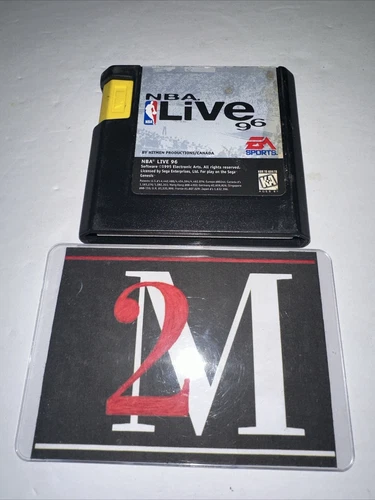 NBA
Live
96
BY HITMEN PRODUCTIONS/CANADA
EA
SPORTS
NBA® LIVE 96
Software ©1995 Electronic Arts. All rights reserved.
Licensed by Sega Enterprises, Ltd. For play on the Sega
Genesis
K-A
2M